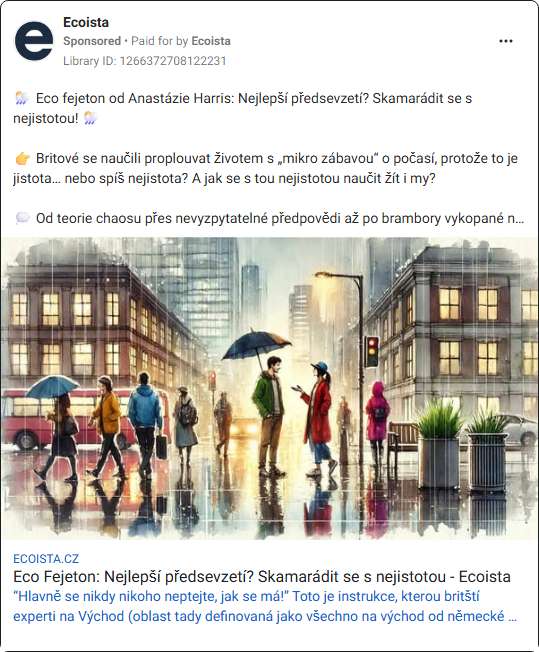 Ecoista
Sponsored • Paid for by Ecoista
Library ID: 1266372708122231
🌦️ Eco fejeton od Anastázie Harris: Nejlepší předsevzetí? Skamarádit se s
nejistotou! 🌦️
👉 Britové se naučili proplouvat životem s „mikro zábavou“ o počasí, protože to je
jistota… nebo spíš nejistota? A jak se s tou nejistotou naučit žít i my?
💭 Od teorie chaosu přes nevyzpytatelné předpovědi až po brambory vykopané n...
ECOISTA.CZ
Eco Fejeton: Nejlepší předsevzetí? Skamarádit se s nejistotou - Ecoista
"Hlavně se nikdy nikoho neptejte, jak se má!" Toto je instrukce, kterou britští
experti na Východ (oblast tady definovaná jako všechno na východ od německé ...